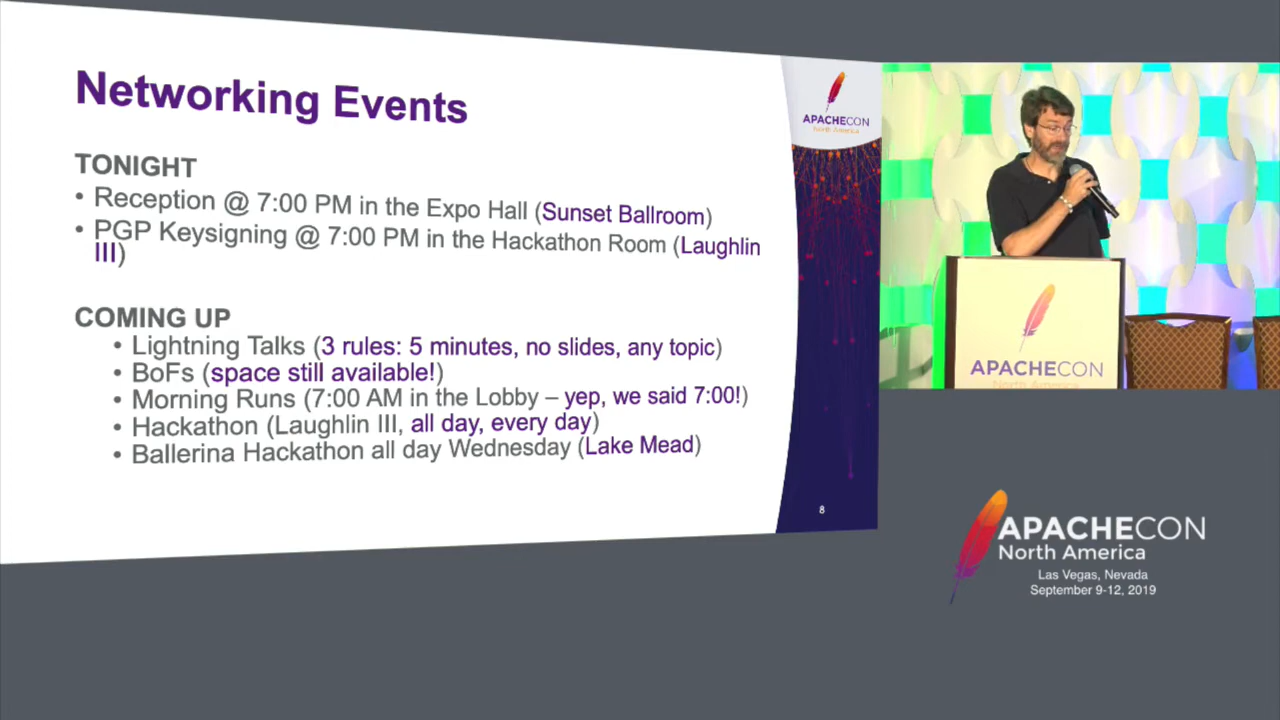 Networking Events
TONIGHT
• Reception @ 7:00 PM in the Expo Hall (Sunset Ballroom)
• PGP Keysigning @ 7:00 PM in the Hackathon Room (Laughlin
III)
COMING UP
• Lightning Talks (3 rules: 5 minutes, no slides, any topic)
• BoFs (space still available!)
• Morning Runs (7:00 AM in the Lobby – yep, we said 7:00!)
• Hackathon (Laughlin III, all day, every day)
• Ballerina Hackathon all day Wednesday (Lake Mead)
8
APACHECON
North America
APACHECON
North America
APACHECON
North America
Las Vegas, Nevada
September 9-12, 2019